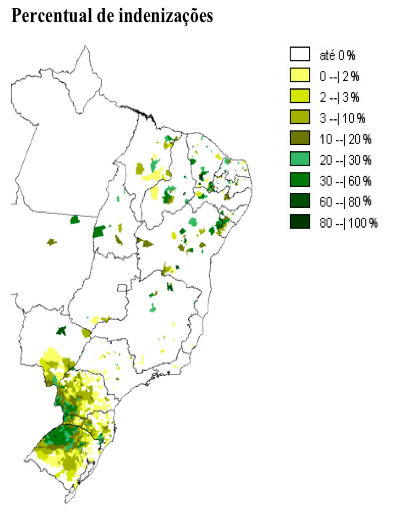 Percentual de indenizações
até 0%
0 --| 2%
2 --| 3%
3 --| 10%
10 --| 20%
20 --| 30%
30 --| 60%
60 --| 80%
80 --| 100%